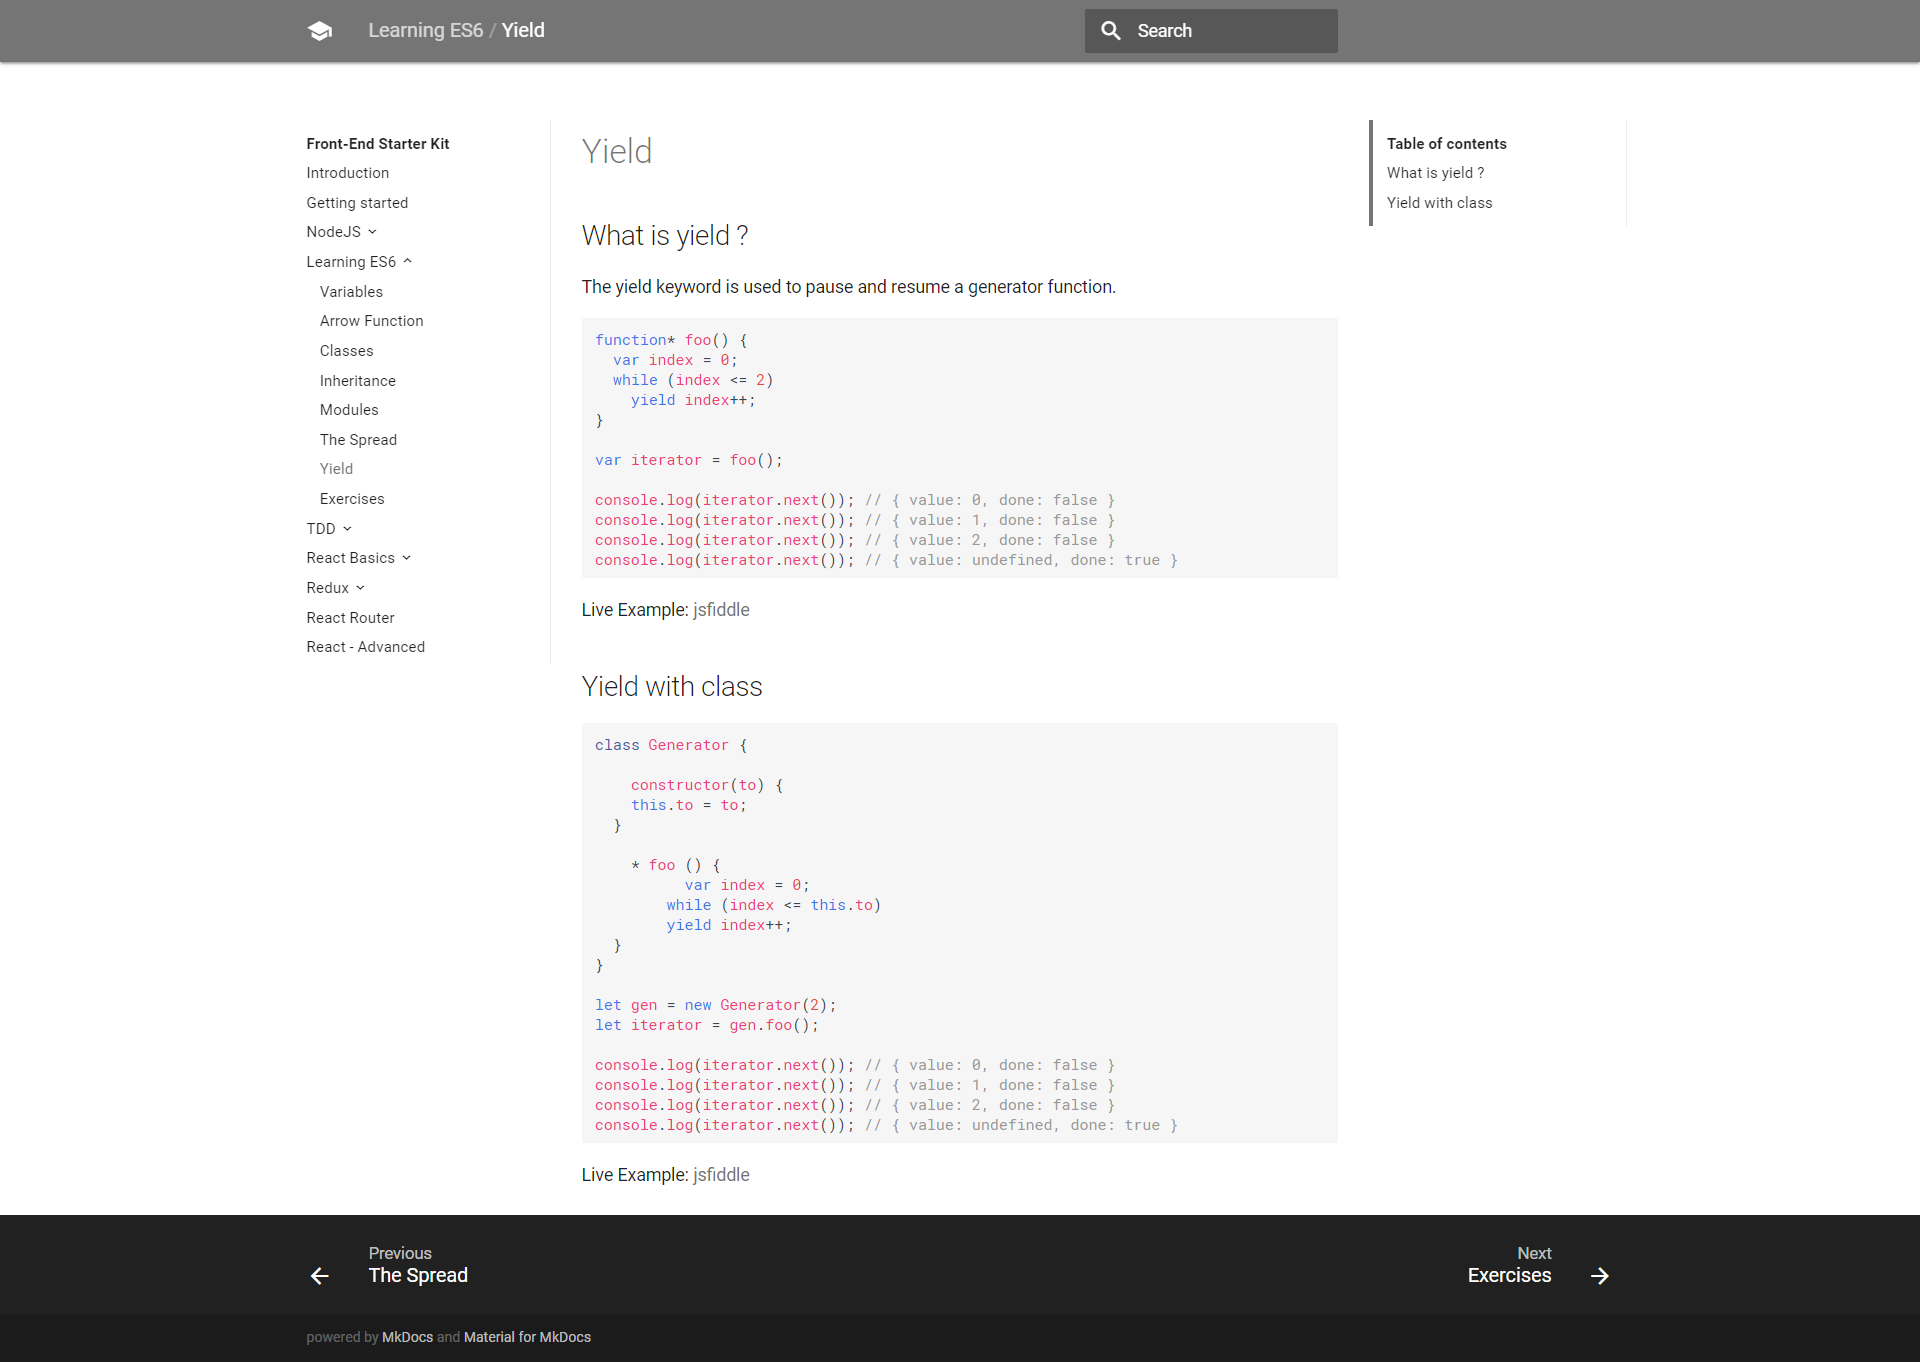 Learning ES6 / Yield
Search
Front-End Starter Kit
Introduction
Getting started
NodeJS
Learning ES6
Variables
Arrow Function
Classes
Inheritance
Modules
The Spread
Yield
Exercises
TDD
React Basics
Redux
React Router
React - Advanced
Yield
What is yield ?
The yield keyword is used to pause and resume a generator function.
function* foo() {
  var index = 0;
  while (index <= 2)
    yield index++;
}
var iterator = foo();
console.log(iterator.next()); // { value: 0, done: false }
console.log(iterator.next()); // { value: 1, done: false }
console.log(iterator.next()); // { value: 2, done: false }
console.log(iterator.next()); // { value: undefined, done: true }
Live Example: jsfiddle
Yield with class
class Generator {
    constructor(to) {
    this.to = to;
  }
    * foo () {
          var index = 0;
        while (index <= this.to)
        yield index++;
  }
}
let gen = new Generator(2);
let iterator = gen.foo();
console.log(iterator.next()); // { value: 0, done: false }
console.log(iterator.next()); // { value: 1, done: false }
console.log(iterator.next()); // { value: 2, done: false }
console.log(iterator.next()); // { value: undefined, done: true }
Live Example: jsfiddle
Table of contents
What is yield ?
Yield with class
Previous
The Spread
Next
Exercises
powered by MkDocs and Material for MkDocs